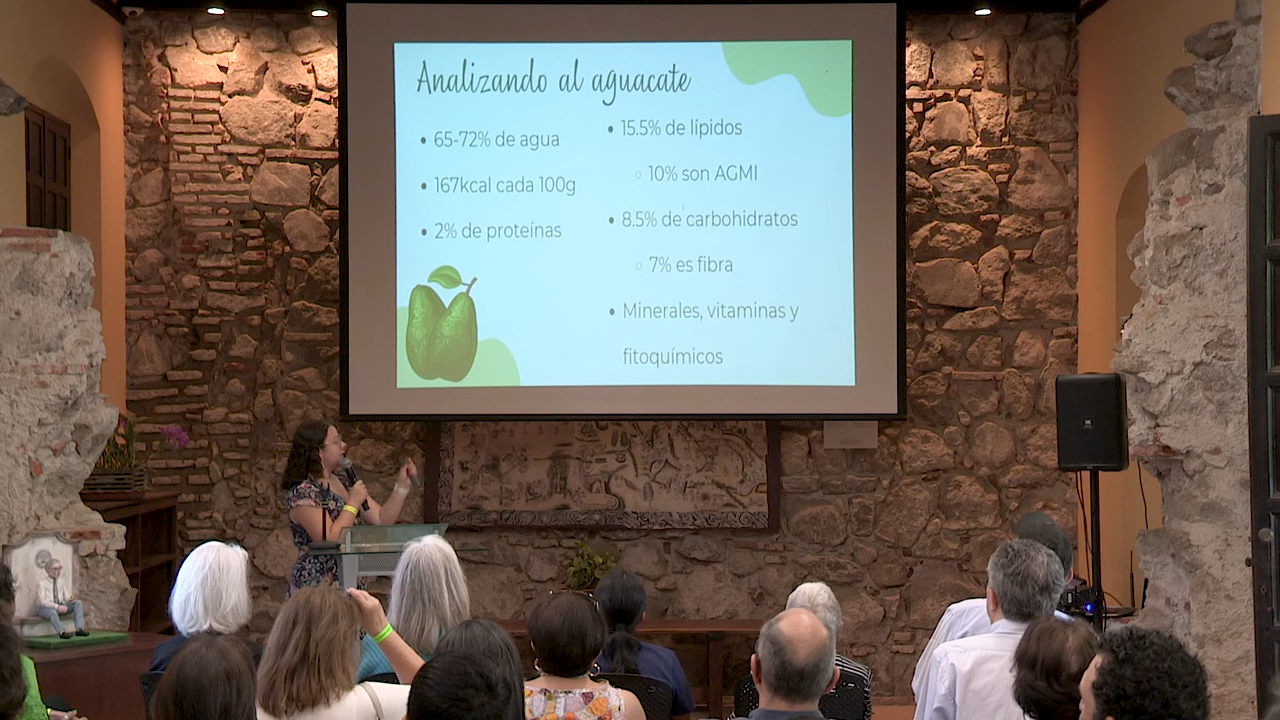 Analizando al aguacate
• 65-72% de agua
• 167kcal cada 100g
• 2% de proteínas
• 15.5% de lípidos
○ 10% son AGMI
• 8.5% de carbohidratos
○ 7% es fibra
• Minerales, vitaminas y
fitoquímicos